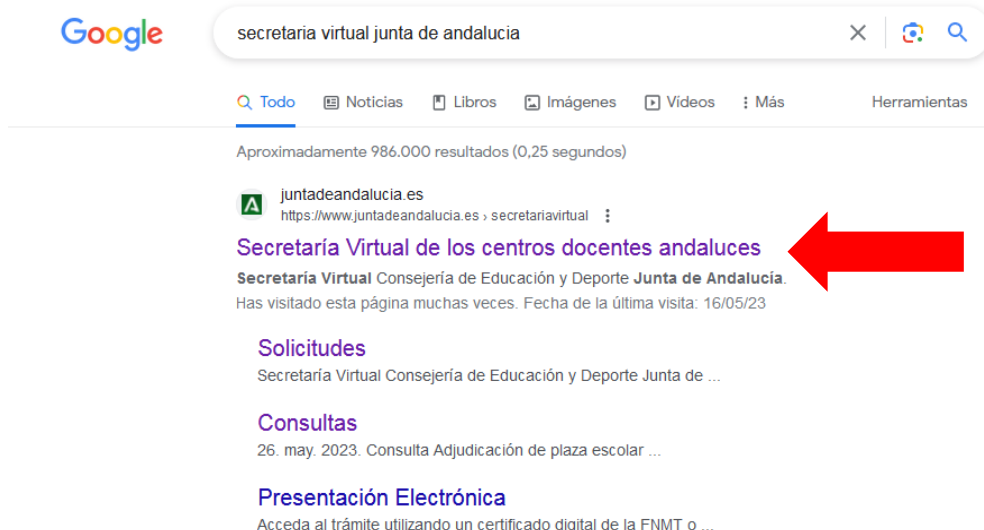 Google
secretaria virtual junta de andalucia
Todo Noticias Libros Imágenes Vídeos Más Herramientas
Aproximadamente 986.000 resultados (0,25 segundos)
juntadeandalucia.es
https://www.juntadeandalucia.es › secretariavirtual
Secretaría Virtual de los centros docentes andaluces
Secretaría Virtual Consejería de Educación y Deporte Junta de Andalucía.
Has visitado esta página muchas veces. Fecha de la última visita: 16/05/23
Solicitudes
Secretaría Virtual Consejería de Educación y Deporte Junta de ...
Consultas
26. may. 2023. Consulta Adjudicación de plaza escolar ...
Presentación Electrónica
Acceda al trámite utilizando un certificado digital de la FNMT o ...